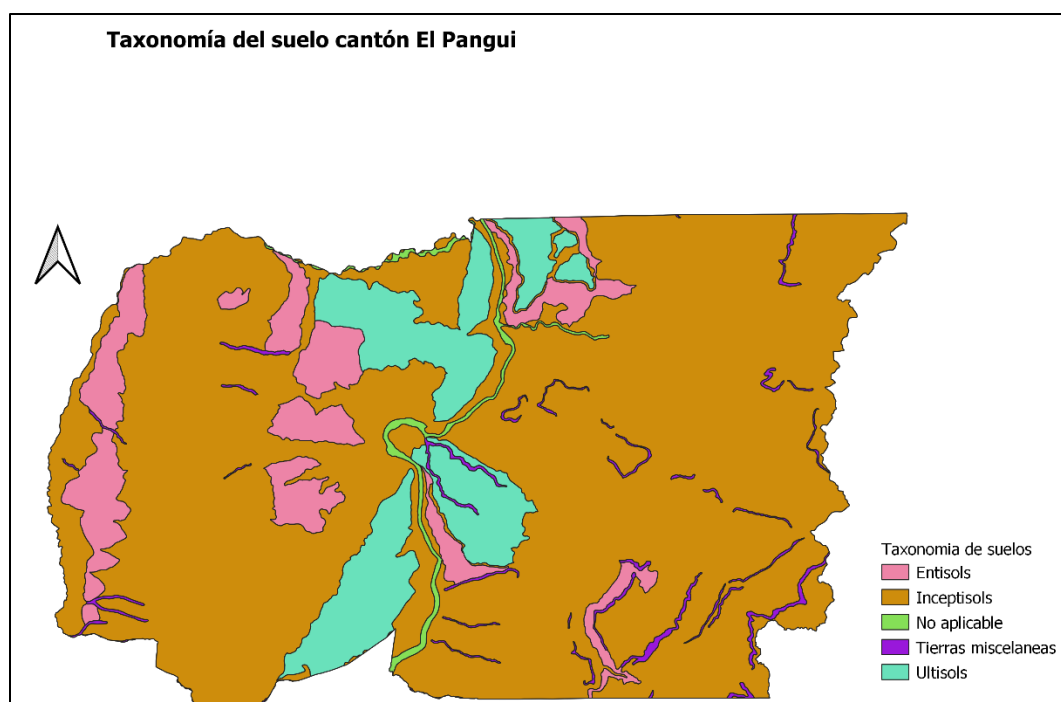 Taxonomía del suelo cantón El Pangui
Taxonomia de suelos
Entisols
Inceptisols
No aplicable
Tierras miscelaneas
Ultisols